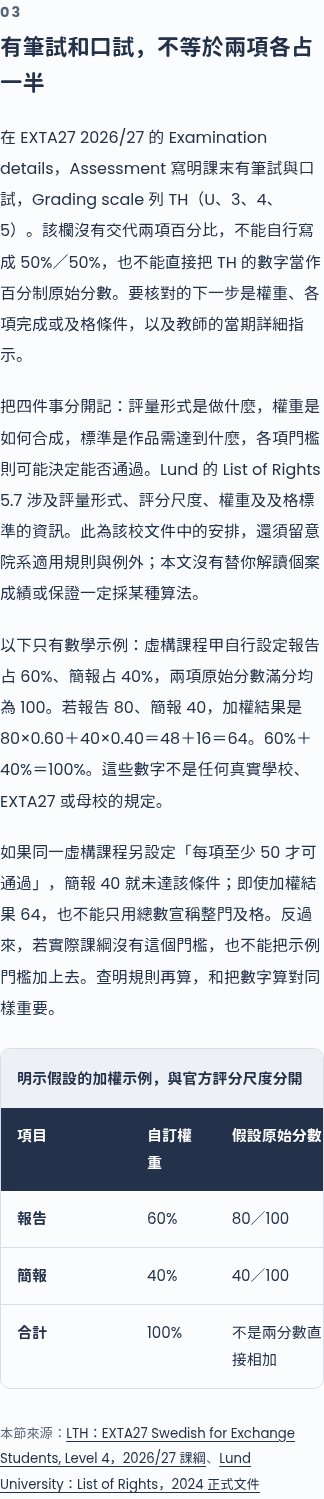 03
有筆試和口試，不等於兩項各占
一半
在 EXTA27 2026/27 的 Examination
details，Assessment 寫明課末有筆試與口
試，Grading scale 列 TH（U、3、4、
5）。該欄沒有交代兩項百分比，不能自行寫
成 50%／50%，也不能直接把 TH 的數字當作
百分制原始分數。要核對的下一步是權重、各
項完成或及格條件，以及教師的當期詳細指
示。
把四件事分開記：評量形式是做什麼，權重是
如何合成，標準是作品需達到什麼，各項門檻
則可能決定能否通過。Lund 的 List of Rights
5.7 涉及評量形式、評分尺度、權重及及格標
準的資訊。此為該校文件中的安排，還須留意
院系適用規則與例外；本文沒有替你解讀個案
成績或保證一定採某種算法。
以下只有數學示例：虛構課程甲自行設定報告
占 60%、簡報占 40%，兩項原始分數滿分均
為 100。若報告 80、簡報 40，加權結果是
80×0.60＋40×0.40＝48＋16＝64。60%＋
40%＝100%。這些數字不是任何真實學校、
EXTA27 或母校的規定。
如果同一虛構課程另設定「每項至少 50 才可
通過」，簡報 40 就未達該條件；即使加權結
果 64，也不能只用總數宣稱整門及格。反過
來，若實際課綱沒有這個門檻，也不能把示例
門檻加上去。查明規則再算，和把數字算對同
樣重要。
明示假設的加權示例，與官方評分尺度分開
項目 自訂權重 假設原始分數
報告 60% 80／100
簡報 40% 40／100
合計 100% 不是兩分數直接相加
本節來源：LTH：EXTA27 Swedish for Exchange
Students, Level 4，2026/27 課綱、Lund
University：List of Rights，2024 正式文件